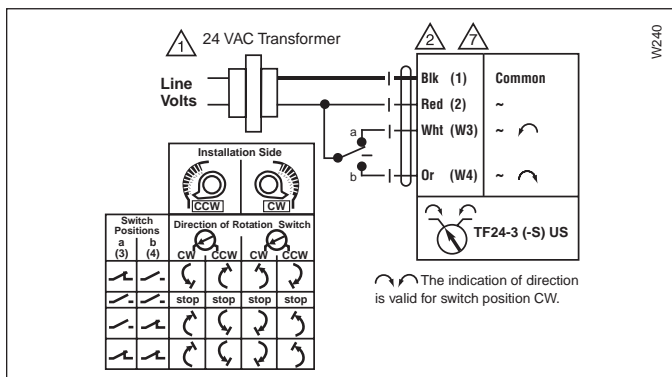 W240
1 24 VAC Transformer
2 7
Line
Volts
Blk (1) Common
Red (2) ~
a Wht (W3) ~
b Or (W4) ~
TF24-3 (-S) US
The indication of direction
is valid for switch position CW.
Installation Side
CCW CW
Switch
Positions
a b
(3) (4)
Direction of Rotation Switch
CW CCW CW CCW
stop stop stop stop